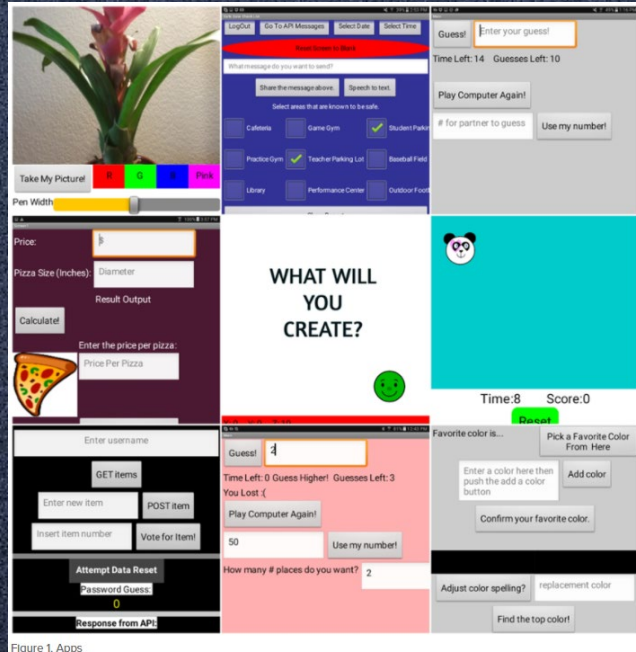 Take My Picture!
R
G
B
Pink
Pen Width
LogOut
Go To API Messages
Select Date
Select Time
Reset Screen to Blank
What message do you want to send?
Share the message above.
Speech to text.
Select areas that are known to be safe.
Cafeteria
Game Gym
Student Parkin
Practice Gym
Teacher Parking Lot
Baseball Field
Library
Performance Center
Outdoor Footl
Guess!
Enter your guess!
Time Left: 14 Guesses Left: 10
Play Computer Again!
# for partner to guess
Use my number!
Price:
$
Pizza Size (Inches):
Diameter
Result Output
Calculate!
Enter the price per pizza:
Price Per Pizza
WHAT WILL
YOU
CREATE?
Time:8 Score:0
Reset
Enter username
GET items
Enter new item
POST item
Insert item number
Vote for Item!
Attempt Data Reset
Password Guess:
0
Response from API:
Guess!
2
Time Left: 0 Guess Higher! Guesses Left: 3
You Lost :(
Play Computer Again!
50
Use my number!
How many # places do you want?
2
Favorite color is...
Pick a Favorite Color
From Here
Enter a color here then
push the add a color
button
Add color
Confirm your favorite color.
Adjust color spelling?
replacement color
Find the top color!
Figure 1. Apps